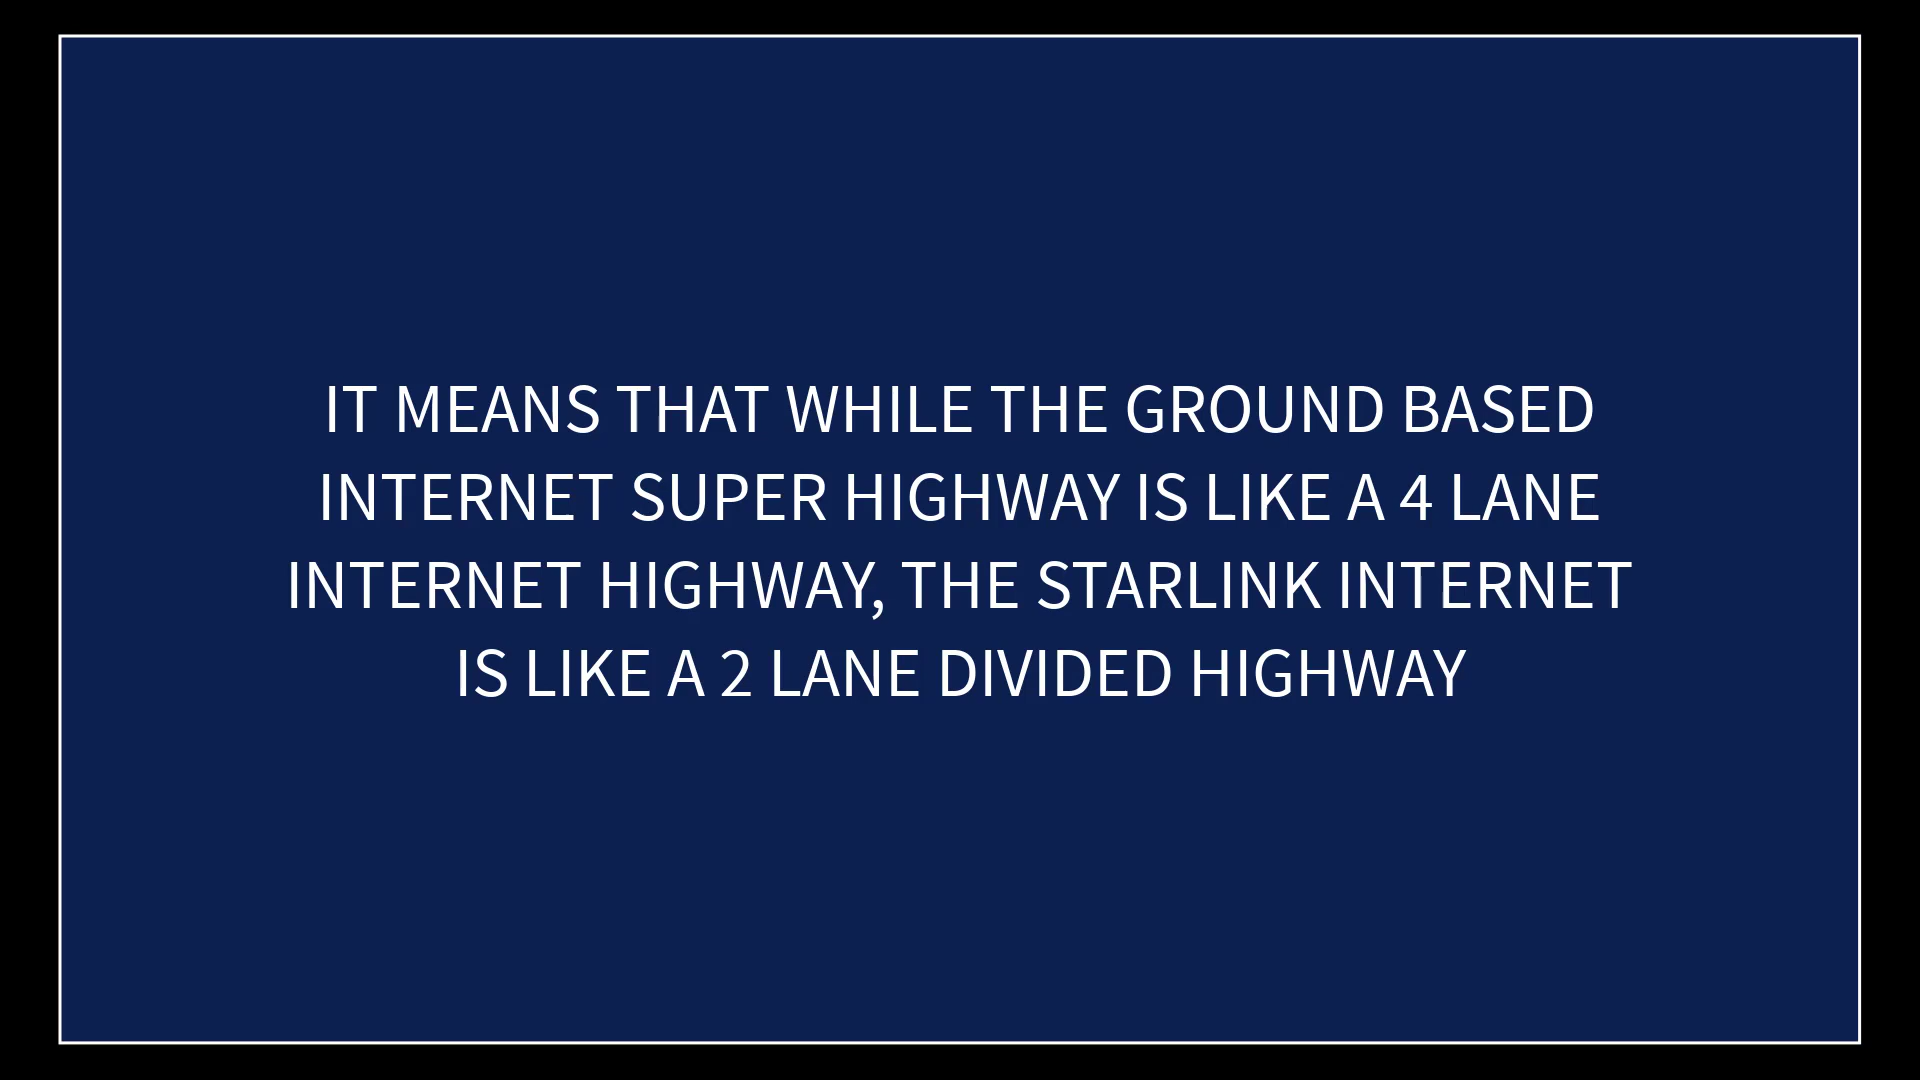 IT MEANS THAT WHILE THE GROUND BASED
INTERNET SUPER HIGHWAY IS LIKE A 4 LANE
INTERNET HIGHWAY, THE STARLINK INTERNET
IS LIKE A 2 LANE DIVIDED HIGHWAY